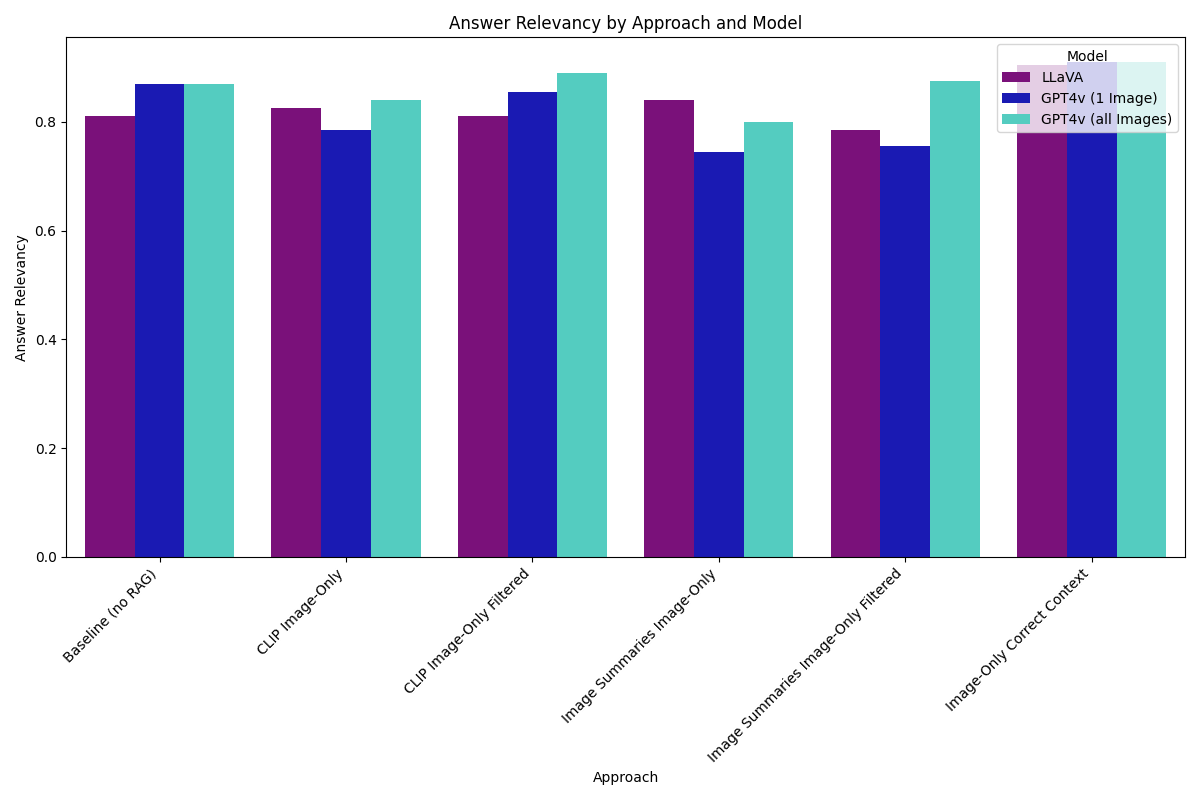 Answer Relevancy by Approach and Model
Answer Relevancy
0.8
0.6
0.4
0.2
0.0
Model
LLaVA
GPT4v (1 Image)
GPT4v (all Images)
Baseline (no RAG)
CLIP Image-Only
CLIP Image-Only Filtered
Image Summaries Image-Only
Image Summaries Image-Only Filtered
Image-Only Correct Context
Approach